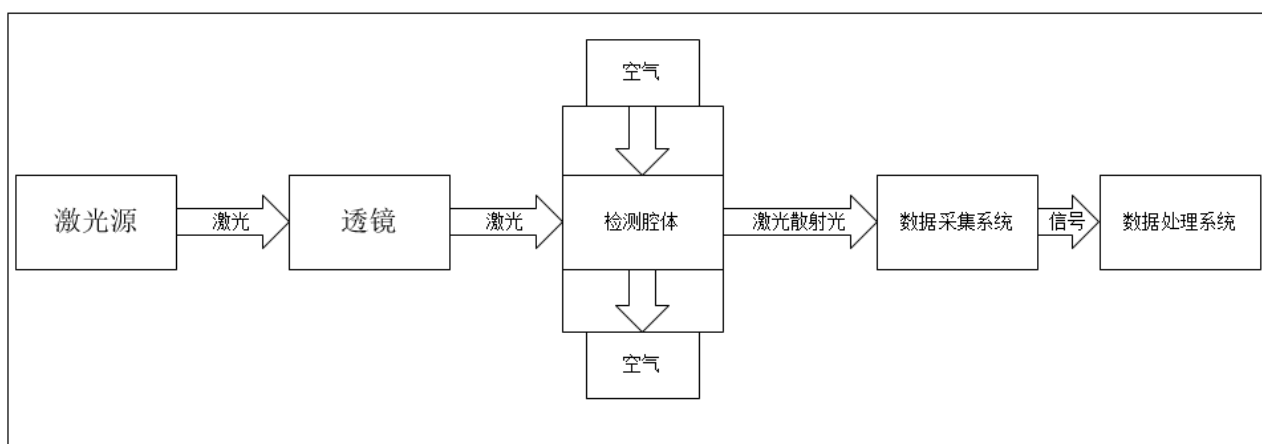 空气
激光源
激光
透镜
激光
检测腔体
激光散射光
数据采集系统
信号
数据处理系统
空气